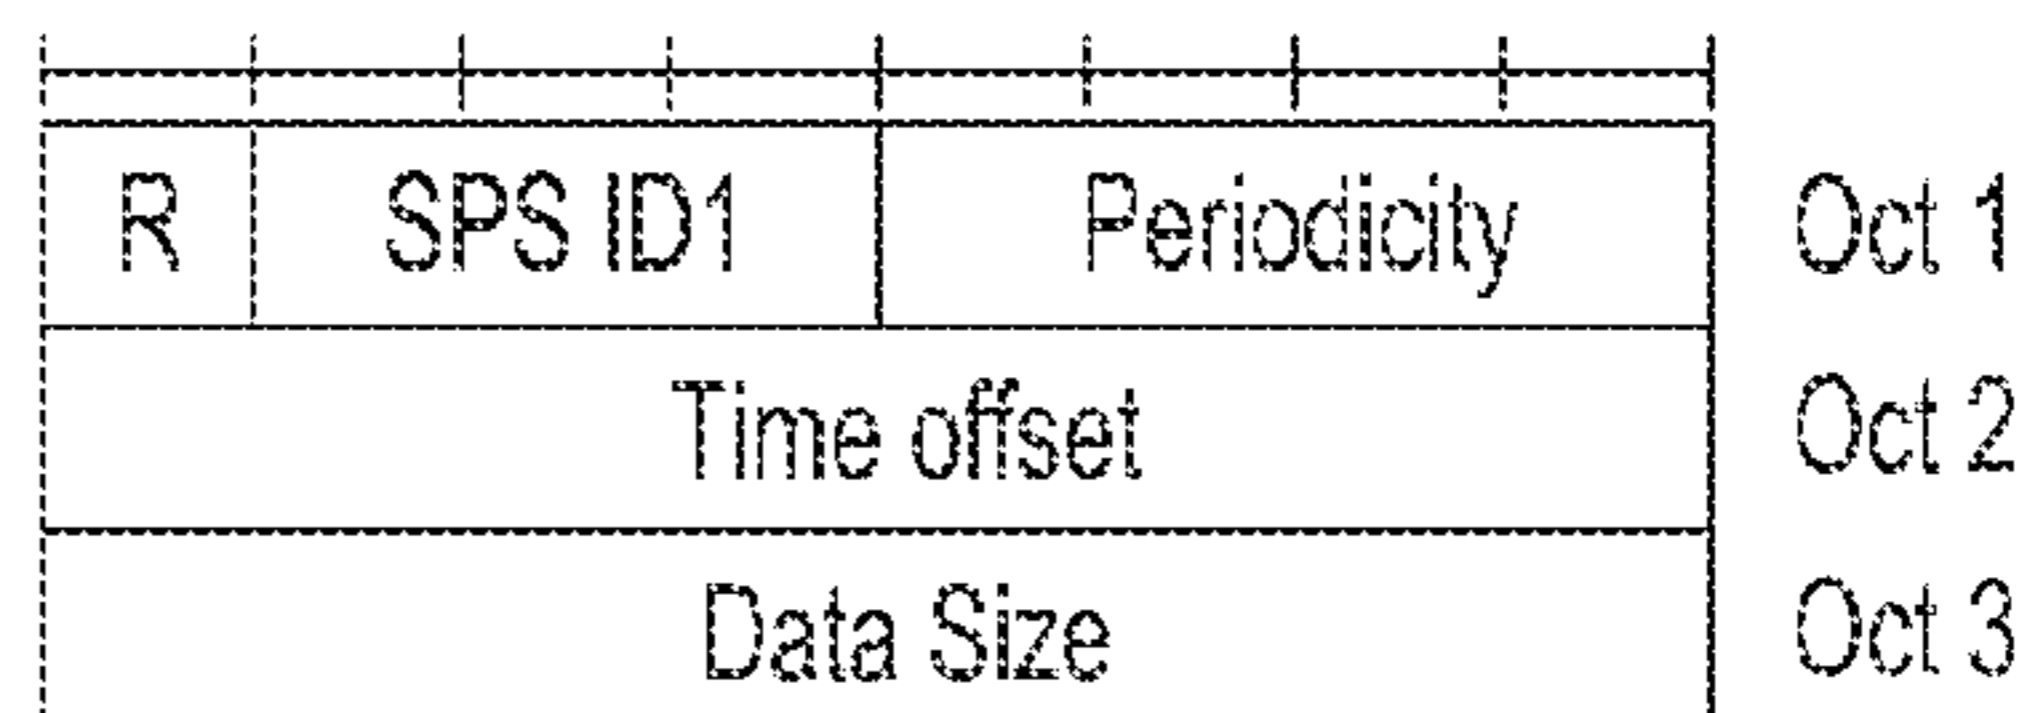 R SPS ID1 Periodicity Oct 1
Time offset Oct 2
Data Size Oct 3